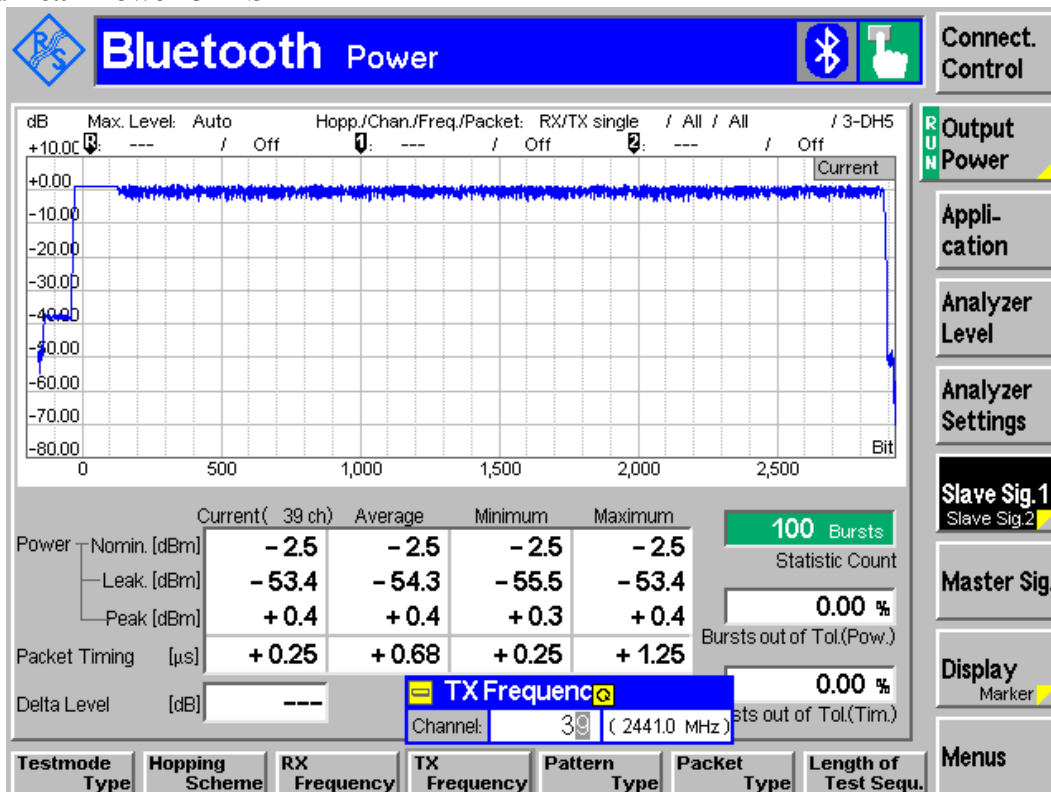 R&S
Bluetooth Power
Connect. Control
dB Max. Level: Auto Hopp./Chan./Freq./Packet: RX/TX single / All / All / 3-DH5
R: --- / Off 1: --- / Off 2: --- / Off
Current
+10.00
+0.00
-10.00
-20.00
-30.00
-40.00
-50.00
-60.00
-70.00
-80.00
Bit
0 500 1,000 1,500 2,000 2,500
RUN
Output Power
Appli-
cation
Analyzer Level
Analyzer Settings
Slave Sig.1
Slave Sig.2
Master Sig.
Display
Marker
Menus
Current( 39 ch) Average Minimum Maximum
Power Nomin. [dBm] - 2.5 - 2.5 - 2.5 - 2.5
Leak. [dBm] - 53.4 - 54.3 - 55.5 - 53.4
Peak [dBm] + 0.4 + 0.4 + 0.3 + 0.4
Packet Timing [µs] + 0.25 + 0.68 + 0.25 + 1.25
Delta Level [dB] ---
100 Bursts
Statistic Count
0.00 %
Bursts out of Tol.(Pow.)
0.00 %
sts out of Tol.(Tim.)
TX Frequenc
Channel: 39 ( 2441.0 MHz )
Testmode Type
Hopping Scheme
RX Frequency
TX Frequency
Pattern Type
Packet Type
Length of Test Sequ.